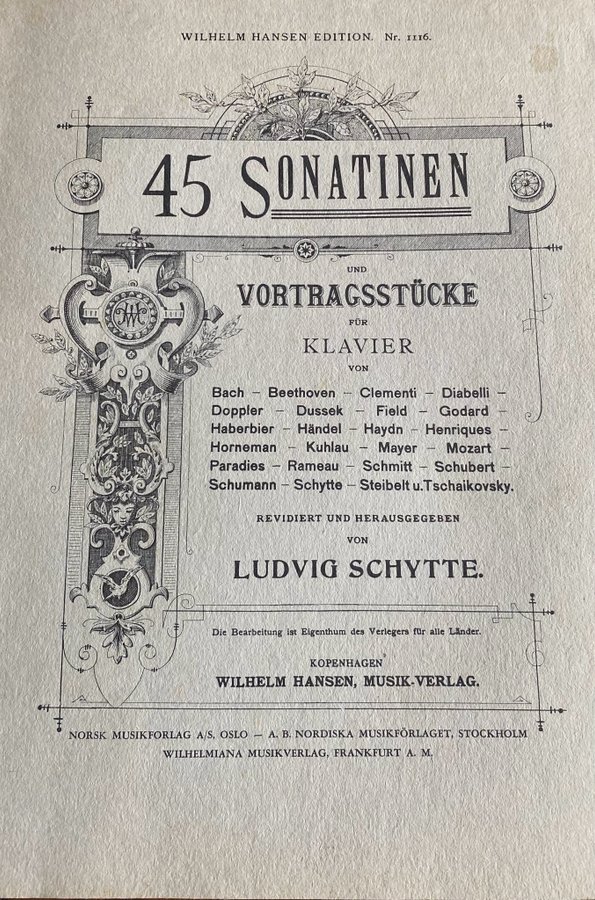 WILHELM HANSEN EDITION. Nr. 1116.
45 SONATINEN
UND
VORTRAGSSTÜCKE
FÜR
KLAVIER
VON
Bach – Beethoven – Clementi – Diabelli –
Doppler – Dussek – Field – Godard –
Haberbier – Händel – Haydn – Henriques –
Horneman – Kuhlau – Mayer – Mozart –
Paradies – Rameau – Schmitt – Schubert –
Schumann – Schytte – Steibelt u. Tschaikovsky.
REVIDIERT UND HERAUSGEGEBEN
VON
LUDVIG SCHYTTE.
Die Bearbeitung ist Eigenthum des Verlegers für alle Länder.
KOPENHAGEN
WILHELM HANSEN, MUSIK-VERLAG.
NORSK MUSIKFORLAG A/S, OSLO — A. B. NORDISKA MUSIKFÖRLAGET, STOCKHOLM
WILHELMIANA MUSIKVERLAG, FRANKFURT A. M.